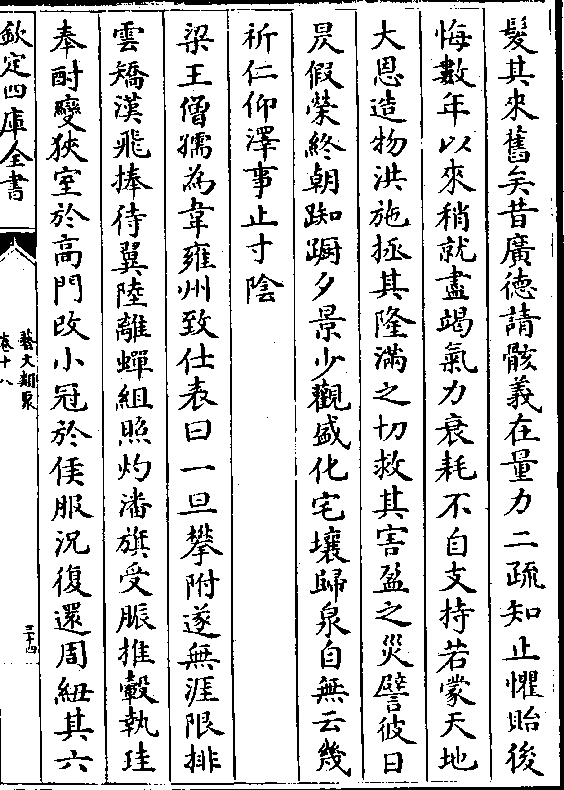 髮其來舊矣昔廣德請骸義在量力二疏知止懼貽後
悔數年以來稍就盡竭氣力衰耗不自支持若蒙天地
大恩造物洪施拯其隆滿之切救其害盈之災譬彼日
昃假榮終朝踟蹰夕景少觀盛化宅壤歸泉自無云幾
祈仁仰澤事止寸陰
梁王僧孺為韋雍州致仕表曰一旦攀附遂無涯限排
雲矯漢飛捧待翼陸離蟬組照灼濳旗受脤推轂執珪
奉酎變狹室於高門改小冠於侯服況復還周紐其六
欽定四庫全書
藝文類聚
卷十八
三十四